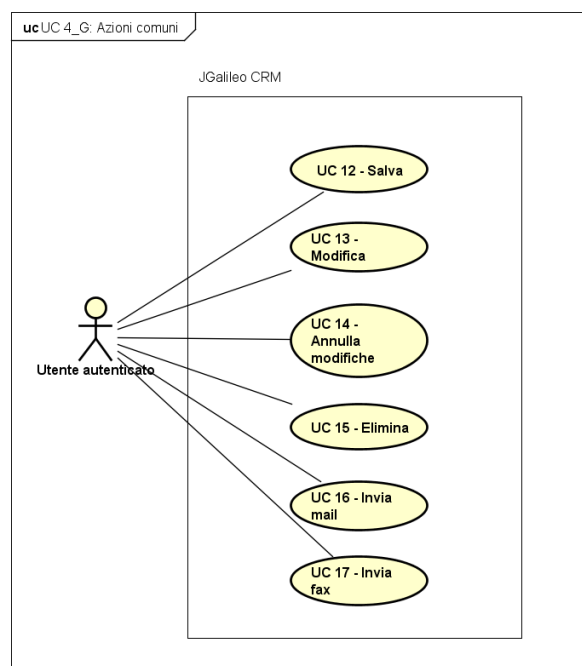 uc UC 4_G: Azioni comuni
JGalileo CRM
UC 12 - Salva
UC 13 -
Modifica
UC 14 -
Annulla
modifiche
Utente autenticato
UC 15 - Elimina
UC 16 - Invia
mail
UC 17 - Invia
fax